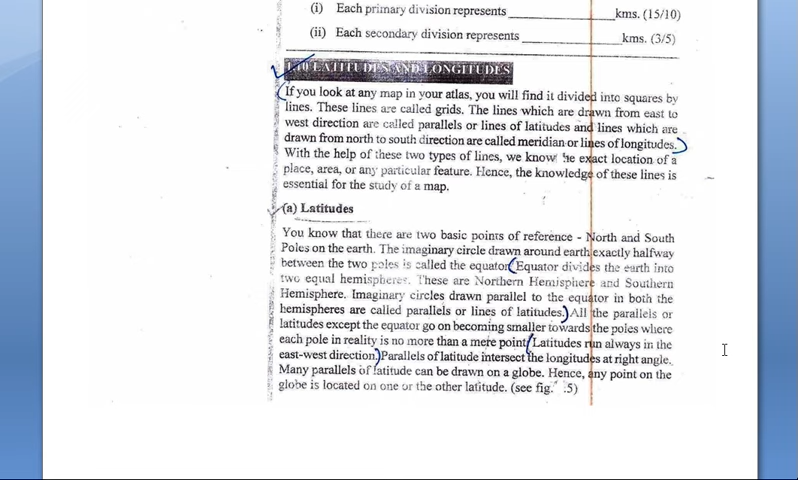 (i) Each primary division represents ____________kms. (15/10)
(ii) Each secondary division represents ____________kms. (3/5)
1.10 LATITUDES AND LONGITUDES
(If you look at any map in your atlas, you will find it divided into squares by
lines. These lines are called grids. The lines which are drawn from east to
west direction are called parallels or lines of latitudes and lines which are
drawn from north to south direction are called meridian or lines of longitudes.)
With the help of these two types of lines, we know the exact location of a
place, area, or any particular feature. Hence, the knowledge of these lines is
essential for the study of a map.
(a) Latitudes
You know that there are two basic points of reference - North and South
Poles on the earth. The imaginary circle drawn around earth exactly halfway
between the two poles is called the equator(Equator divides the earth into
two equal hemispheres. These are Northern Hemisphere and Southern
Hemisphere. Imaginary circles drawn parallel to the equator in both the
hemispheres are called parallels or lines of latitudes.)All the parallels or
latitudes except the equator go on becoming smaller towards the poles where
each pole in reality is no more than a mere point(Latitudes run always in the
east-west direction.)Parallels of latitude intersect the longitudes at right angle.
Many parallels of latitude can be drawn on a globe. Hence, any point on the
globe is located on one or the other latitude. (see fig. .5)